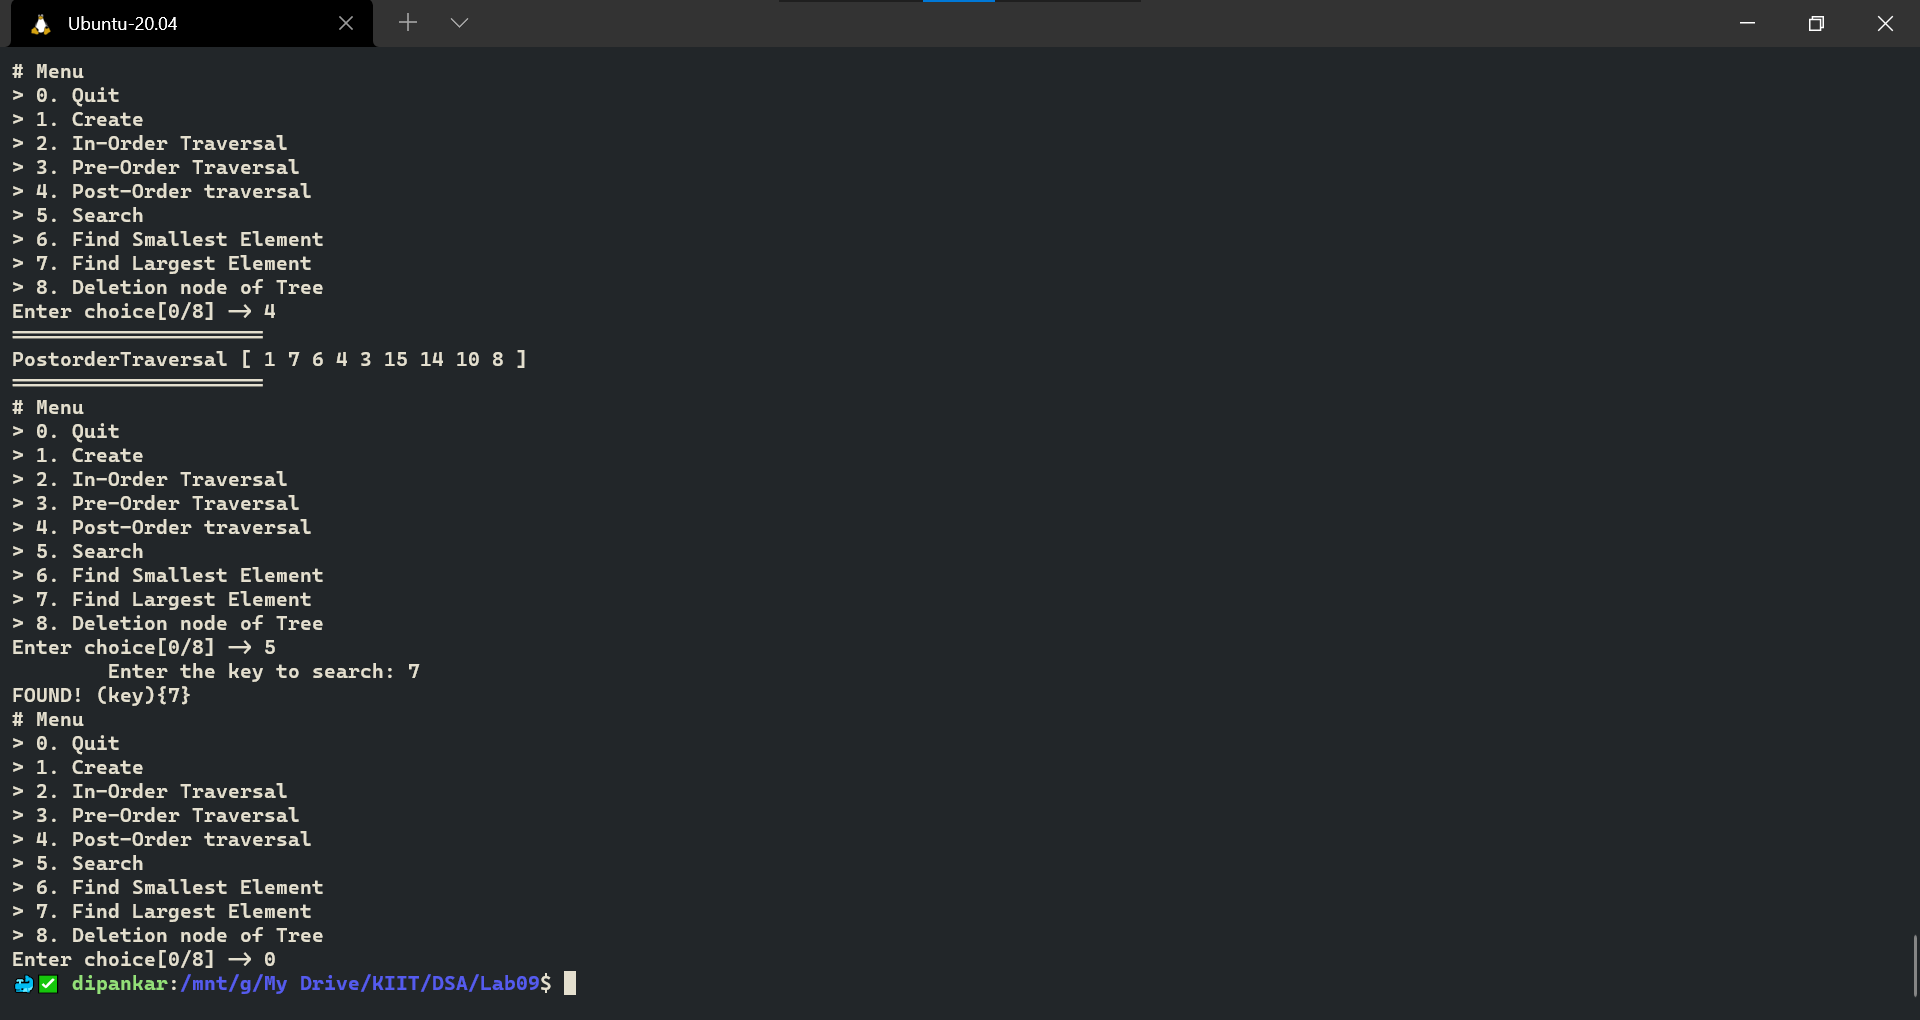 Ubuntu-20.04
# Menu
> 0. Quit
> 1. Create
> 2. In-Order Traversal
> 3. Pre-Order Traversal
> 4. Post-Order traversal
> 5. Search
> 6. Find Smallest Element
> 7. Find Largest Element
> 8. Deletion node of Tree
Enter choice[0/8] --> 4
=====================
PostorderTraversal [ 1 7 6 4 3 15 14 10 8 ]
=====================
# Menu
> 0. Quit
> 1. Create
> 2. In-Order Traversal
> 3. Pre-Order Traversal
> 4. Post-Order traversal
> 5. Search
> 6. Find Smallest Element
> 7. Find Largest Element
> 8. Deletion node of Tree
Enter choice[0/8] --> 5
Enter the key to search: 7
FOUND! (key){7}
# Menu
> 0. Quit
> 1. Create
> 2. In-Order Traversal
> 3. Pre-Order Traversal
> 4. Post-Order traversal
> 5. Search
> 6. Find Smallest Element
> 7. Find Largest Element
> 8. Deletion node of Tree
Enter choice[0/8] --> 0
dipankar:/mnt/g/My Drive/KIIT/DSA/Lab09$